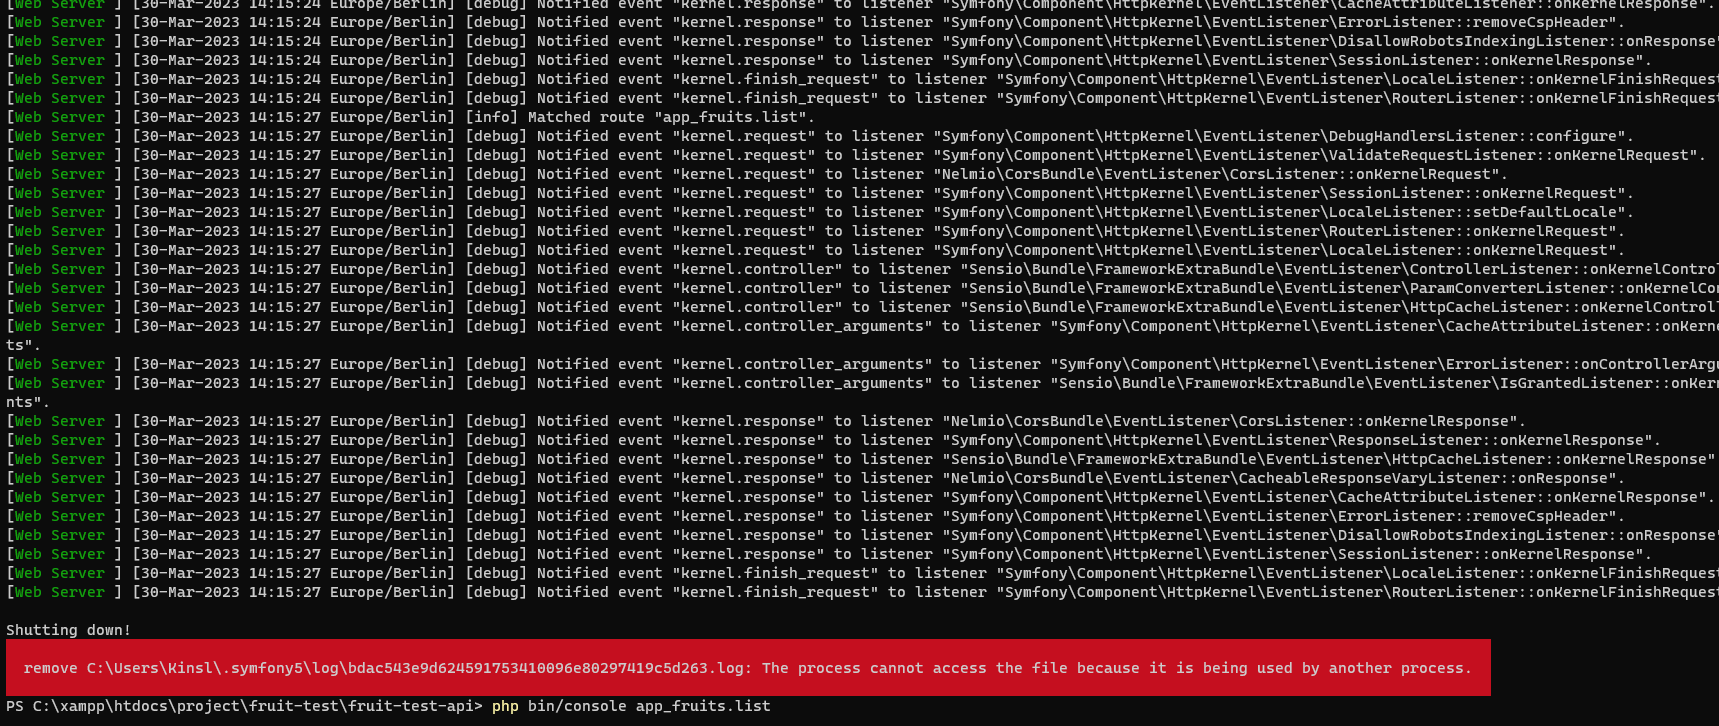 [Web Server ] [30-Mar-2023 14:15:24 Europe/Berlin] [debug] Notified event "kernel.response" to listener "Symfony\Component\HttpKernel\EventListener\CacheAttributeListener::onKernelResponse".
[Web Server ] [30-Mar-2023 14:15:24 Europe/Berlin] [debug] Notified event "kernel.response" to listener "Symfony\Component\HttpKernel\EventListener\ErrorListener::removeCspHeader".
[Web Server ] [30-Mar-2023 14:15:24 Europe/Berlin] [debug] Notified event "kernel.response" to listener "Symfony\Component\HttpKernel\EventListener\DisallowRobotsIndexingListener::onResponse"
[Web Server ] [30-Mar-2023 14:15:24 Europe/Berlin] [debug] Notified event "kernel.response" to listener "Symfony\Component\HttpKernel\EventListener\SessionListener::onKernelResponse".
[Web Server ] [30-Mar-2023 14:15:24 Europe/Berlin] [debug] Notified event "kernel.finish_request" to listener "Symfony\Component\HttpKernel\EventListener\LocaleListener::onKernelFinishRequest
[Web Server ] [30-Mar-2023 14:15:24 Europe/Berlin] [debug] Notified event "kernel.finish_request" to listener "Symfony\Component\HttpKernel\EventListener\RouterListener::onKernelFinishRequest
[Web Server ] [30-Mar-2023 14:15:27 Europe/Berlin] [info] Matched route "app_fruits.list".
[Web Server ] [30-Mar-2023 14:15:27 Europe/Berlin] [debug] Notified event "kernel.request" to listener "Symfony\Component\HttpKernel\EventListener\DebugHandlersListener::configure".
[Web Server ] [30-Mar-2023 14:15:27 Europe/Berlin] [debug] Notified event "kernel.request" to listener "Symfony\Component\HttpKernel\EventListener\ValidateRequestListener::onKernelRequest".
[Web Server ] [30-Mar-2023 14:15:27 Europe/Berlin] [debug] Notified event "kernel.request" to listener "Nelmio\CorsBundle\EventListener\CorsListener::onKernelRequest".
[Web Server ] [30-Mar-2023 14:15:27 Europe/Berlin] [debug] Notified event "kernel.request" to listener "Symfony\Component\HttpKernel\EventListener\SessionListener::onKernelRequest".
[Web Server ] [30-Mar-2023 14:15:27 Europe/Berlin] [debug] Notified event "kernel.request" to listener "Symfony\Component\HttpKernel\EventListener\LocaleListener::setDefaultLocale".
[Web Server ] [30-Mar-2023 14:15:27 Europe/Berlin] [debug] Notified event "kernel.request" to listener "Symfony\Component\HttpKernel\EventListener\RouterListener::onKernelRequest".
[Web Server ] [30-Mar-2023 14:15:27 Europe/Berlin] [debug] Notified event "kernel.request" to listener "Symfony\Component\HttpKernel\EventListener\LocaleListener::onKernelRequest".
[Web Server ] [30-Mar-2023 14:15:27 Europe/Berlin] [debug] Notified event "kernel.controller" to listener "Sensio\Bundle\FrameworkExtraBundle\EventListener\ControllerListener::onKernelControl
[Web Server ] [30-Mar-2023 14:15:27 Europe/Berlin] [debug] Notified event "kernel.controller" to listener "Sensio\Bundle\FrameworkExtraBundle\EventListener\ParamConverterListener::onKernelCon
[Web Server ] [30-Mar-2023 14:15:27 Europe/Berlin] [debug] Notified event "kernel.controller" to listener "Sensio\Bundle\FrameworkExtraBundle\EventListener\HttpCacheListener::onKernelControll
[Web Server ] [30-Mar-2023 14:15:27 Europe/Berlin] [debug] Notified event "kernel.controller_arguments" to listener "Symfony\Component\HttpKernel\EventListener\CacheAttributeListener::onKerne
ts".
[Web Server ] [30-Mar-2023 14:15:27 Europe/Berlin] [debug] Notified event "kernel.controller_arguments" to listener "Symfony\Component\HttpKernel\EventListener\ErrorListener::onControllerArgu
[Web Server ] [30-Mar-2023 14:15:27 Europe/Berlin] [debug] Notified event "kernel.controller_arguments" to listener "Sensio\Bundle\FrameworkExtraBundle\EventListener\IsGrantedListener::onKern
nts".
[Web Server ] [30-Mar-2023 14:15:27 Europe/Berlin] [debug] Notified event "kernel.response" to listener "Nelmio\CorsBundle\EventListener\CorsListener::onKernelResponse".
[Web Server ] [30-Mar-2023 14:15:27 Europe/Berlin] [debug] Notified event "kernel.response" to listener "Symfony\Component\HttpKernel\EventListener\ResponseListener::onKernelResponse".
[Web Server ] [30-Mar-2023 14:15:27 Europe/Berlin] [debug] Notified event "kernel.response" to listener "Sensio\Bundle\FrameworkExtraBundle\EventListener\HttpCacheListener::onKernelResponse"
[Web Server ] [30-Mar-2023 14:15:27 Europe/Berlin] [debug] Notified event "kernel.response" to listener "Nelmio\CorsBundle\EventListener\CacheableResponseVaryListener::onResponse".
[Web Server ] [30-Mar-2023 14:15:27 Europe/Berlin] [debug] Notified event "kernel.response" to listener "Symfony\Component\HttpKernel\EventListener\CacheAttributeListener::onKernelResponse".
[Web Server ] [30-Mar-2023 14:15:27 Europe/Berlin] [debug] Notified event "kernel.response" to listener "Symfony\Component\HttpKernel\EventListener\ErrorListener::removeCspHeader".
[Web Server ] [30-Mar-2023 14:15:27 Europe/Berlin] [debug] Notified event "kernel.response" to listener "Symfony\Component\HttpKernel\EventListener\DisallowRobotsIndexingListener::onResponse"
[Web Server ] [30-Mar-2023 14:15:27 Europe/Berlin] [debug] Notified event "kernel.response" to listener "Symfony\Component\HttpKernel\EventListener\SessionListener::onKernelResponse".
[Web Server ] [30-Mar-2023 14:15:27 Europe/Berlin] [debug] Notified event "kernel.finish_request" to listener "Symfony\Component\HttpKernel\EventListener\LocaleListener::onKernelFinishRequest
[Web Server ] [30-Mar-2023 14:15:27 Europe/Berlin] [debug] Notified event "kernel.finish_request" to listener "Symfony\Component\HttpKernel\EventListener\RouterListener::onKernelFinishRequest
Shutting down!
remove C:\Users\Kinsl\.symfony5\log\bdac543e9d624591753410096e80297419c5d263.log: The process cannot access the file because it is being used by another process.
PS C:\xampp\htdocs\project\fruit-test\fruit-test-api> php bin/console app_fruits.list